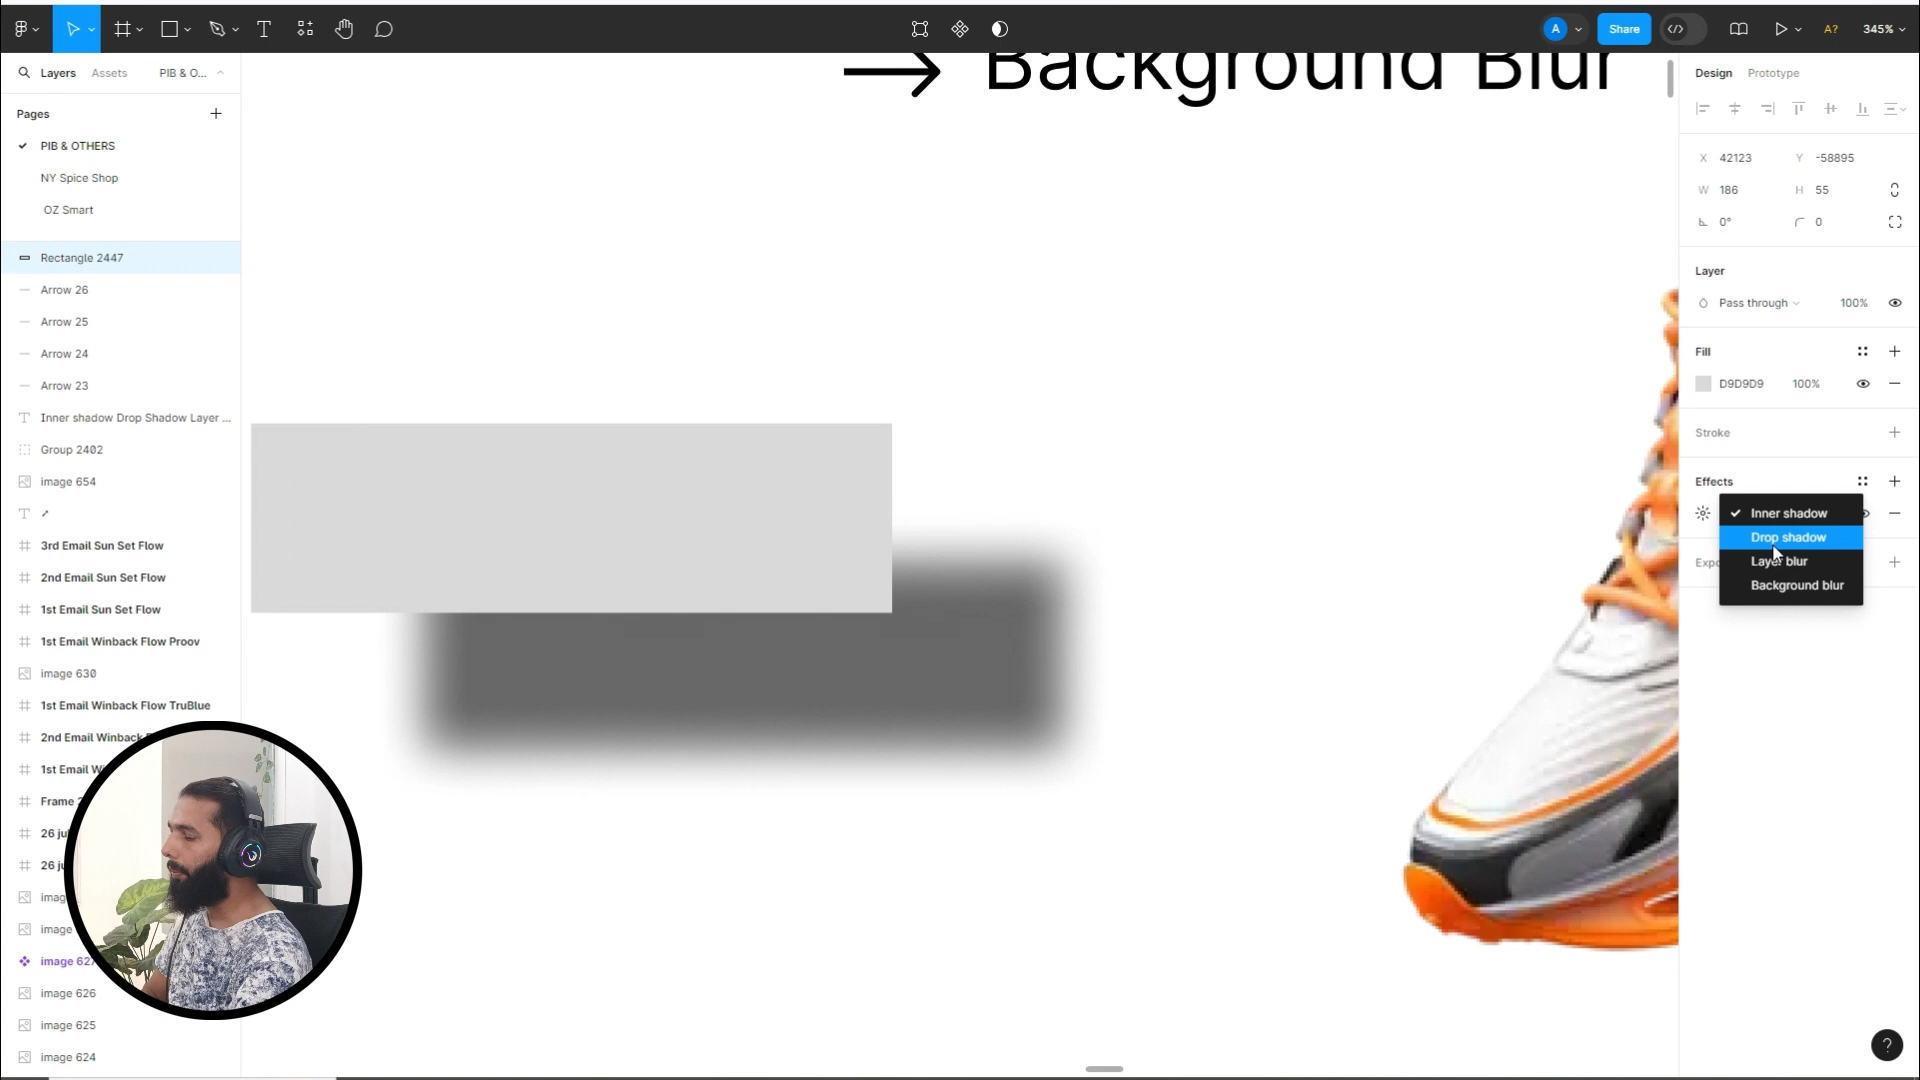 Share
A
A?
345%
Layers
Assets
PIB & O...
Background Blur
Design
Prototype
Pages
PIB & OTHERS
NY Spice Shop
OZ Smart
X 42123
Y -58895
W 186
H 55
0°
0
Rectangle 2447
Arrow 26
Arrow 25
Arrow 24
Arrow 23
Inner shadow Drop Shadow Layer ...
Group 2402
image 654
3rd Email Sun Set Flow
2nd Email Sun Set Flow
1st Email Sun Set Flow
1st Email Winback Flow Proov
image 630
1st Email Winback Flow TruBlue
2nd Email Winback
1st Email
Frame
26
26
image 627
image 626
image 625
image 624
Layer
Pass through
100%
Fill
D9D9D9
100%
Stroke
Effects
Inner shadow
Drop shadow
Layer blur
Background blur
?